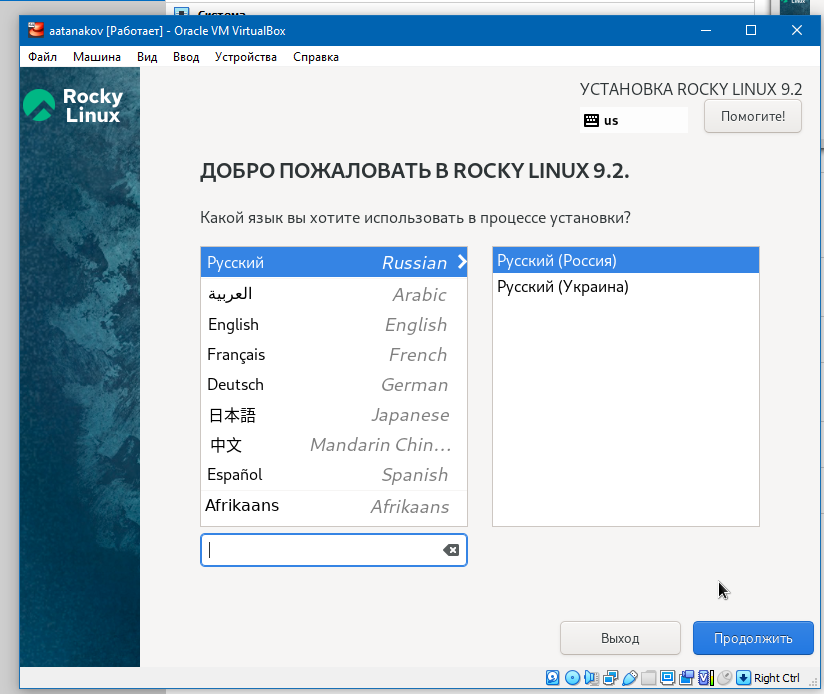 Система
aatanakov [Работает] - Oracle VM VirtualBox
Файл Машина Вид Ввод Устройства Справка
Rocky
Linux
УСТАНОВКА ROCKY LINUX 9.2
us
Помогите!
ДОБРО ПОЖАЛОВАТЬ В ROCKY LINUX 9.2.
Какой язык вы хотите использовать в процессе установки?
Русский Russian
العربية Arabic
English English
Français French
Deutsch German
日本語 Japanese
中文 Mandarin Chin…
Español Spanish
Afrikaans Afrikaans
Русский (Россия)
Русский (Украина)
Выход
Продолжить
Right Ctrl